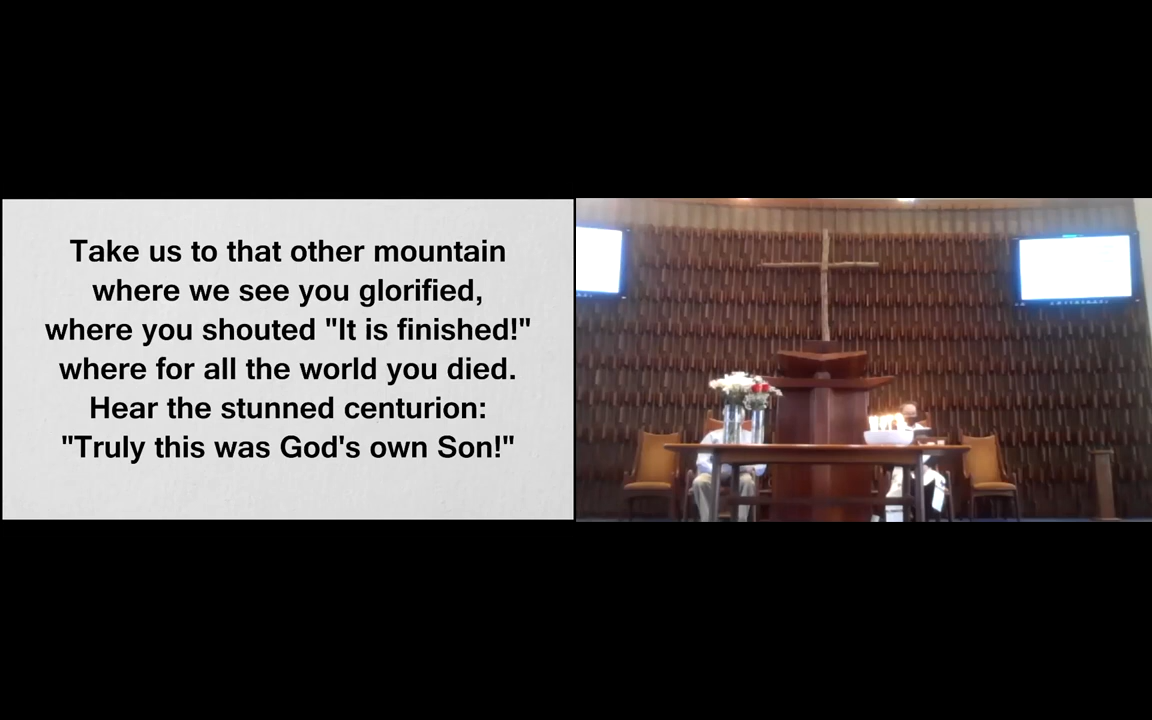 Take us to that other mountain
where we see you glorified,
where you shouted "It is finished!"
where for all the world you died.
Hear the stunned centurion:
"Truly this was God's own Son!"